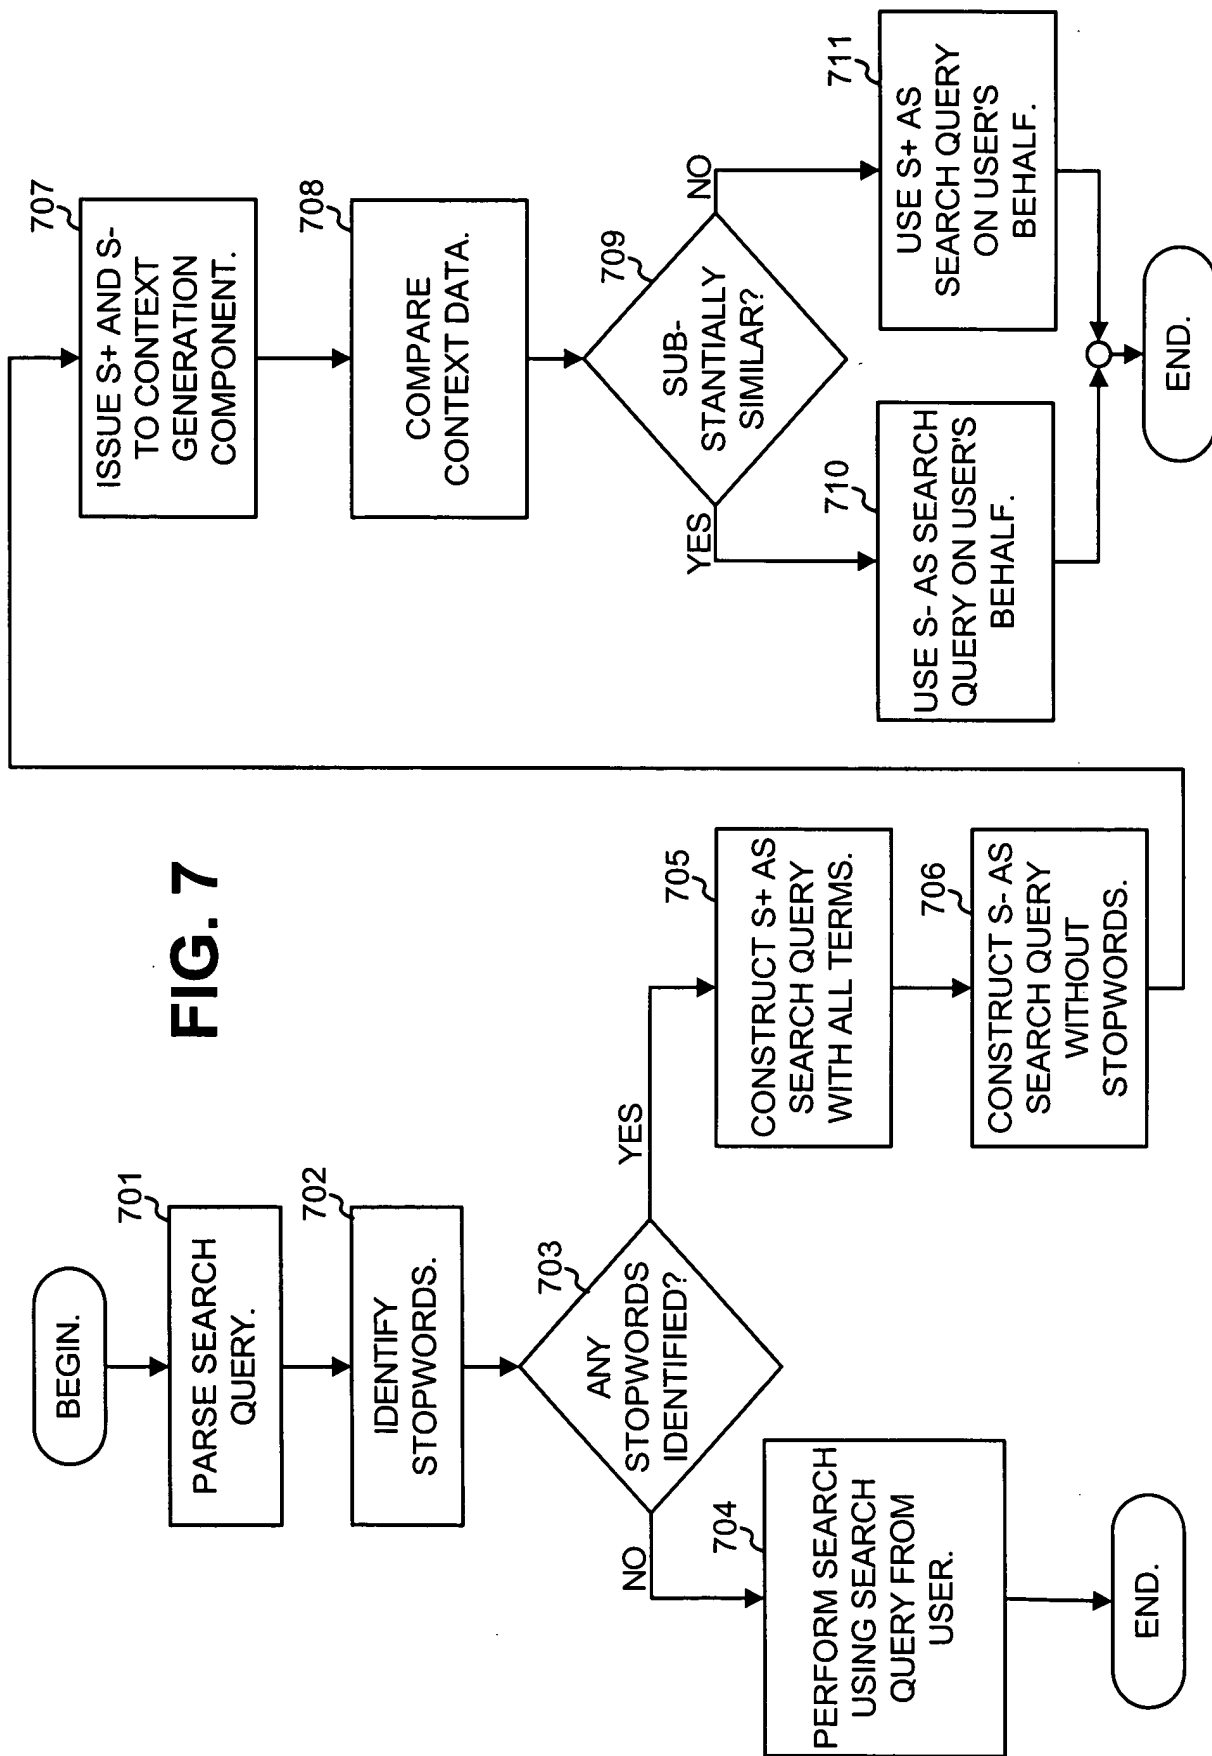 FIG. 7
BEGIN.
701
PARSE SEARCH
QUERY.
702
IDENTIFY
STOPWORDS.
703
ANY
STOPWORDS
IDENTIFIED?
NO
YES
704
PERFORM SEARCH
USING SEARCH
QUERY FROM
USER.
END.
705
CONSTRUCT S+ AS
SEARCH QUERY
WITH ALL TERMS.
706
CONSTRUCT S- AS
SEARCH QUERY
WITHOUT
STOPWORDS.
707
ISSUE S+ AND S-
TO CONTEXT
GENERATION
COMPONENT.
708
COMPARE
CONTEXT DATA.
709
SUB-
STANTIALLY
SIMILAR?
YES
NO
710
USE S- AS SEARCH
QUERY ON USER'S
BEHALF.
711
USE S+ AS
SEARCH QUERY
ON USER'S
BEHALF.
END.